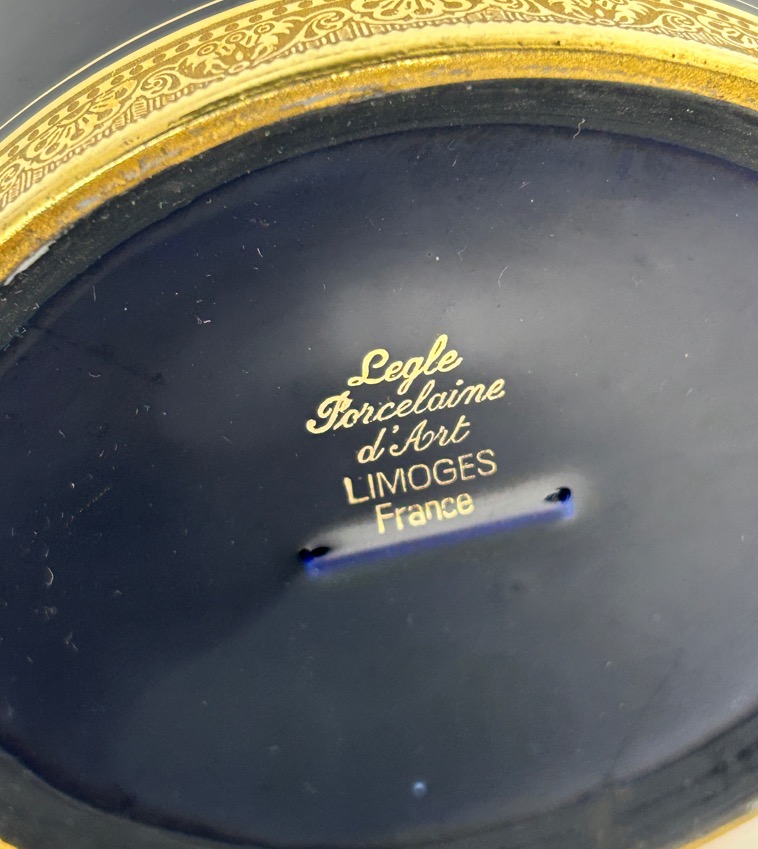 Legle
Porcelaine
d'Art
LIMOGES
France